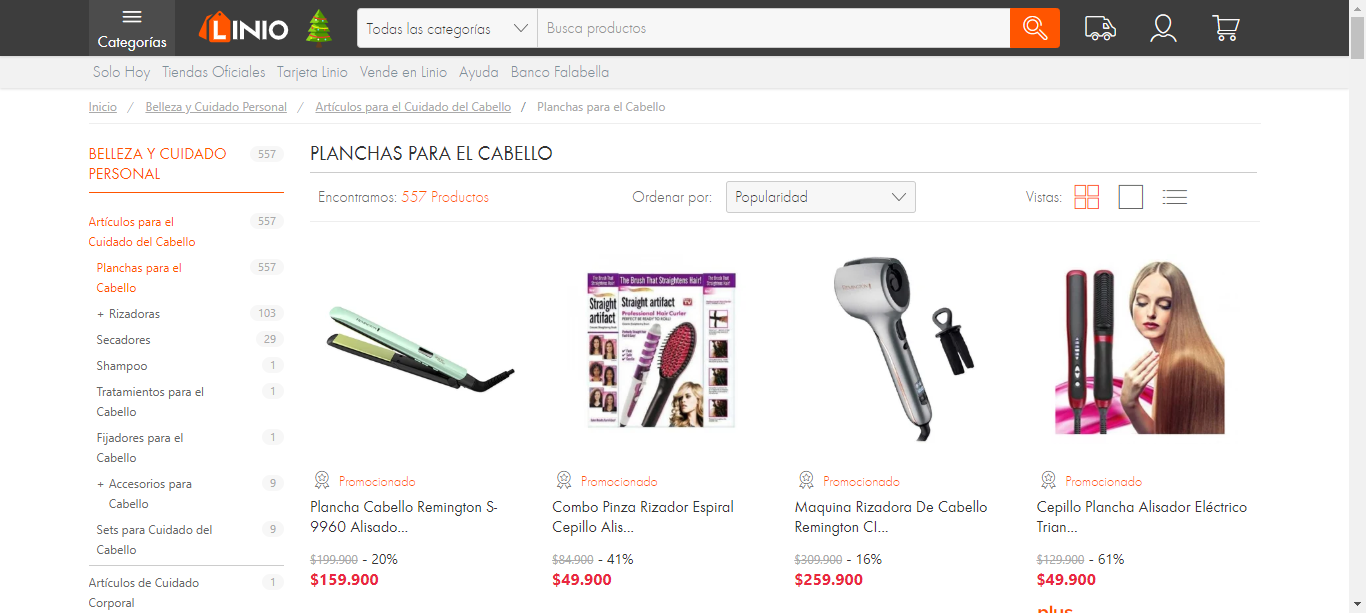 Categorías
LINIO
Todas las categorías
Busca productos
Solo Hoy
Tiendas Oficiales
Tarjeta Linio
Vende en Linio
Ayuda
Banco Falabella
Inicio / Belleza y Cuidado Personal / Artículos para el Cuidado del Cabello / Planchas para el Cabello
BELLEZA Y CUIDADO 557
PERSONAL
Artículos para el 557
Cuidado del Cabello
Planchas para el 557
Cabello
+ Rizadoras 103
Secadores 29
Shampoo 1
Tratamientos para el 1
Cabello
Fijadores para el 1
Cabello
+ Accesorios para 9
Cabello
Sets para Cuidado del 9
Cabello
Artículos de Cuidado 1
Corporal
PLANCHAS PARA EL CABELLO
Encontramos: 557 Productos
Ordenar por: Popularidad
Vistas:
Promocionado
Plancha Cabello Remington S-
9960 Alisado...
$199.900 - 20%
$159.900
The Brush That Straightens Hair!
Straight artifact
Professional Hair Curler
Straight
artifact
Promocionado
Combo Pinza Rizador Espiral
Cepillo Alis...
$84.900 - 41%
$49.900
Promocionado
Maquina Rizadora De Cabello
Remington CI...
$309.900 - 16%
$259.900
Promocionado
Cepillo Plancha Alisador Eléctrico
Trian...
$129.900 - 61%
$49.900
plus